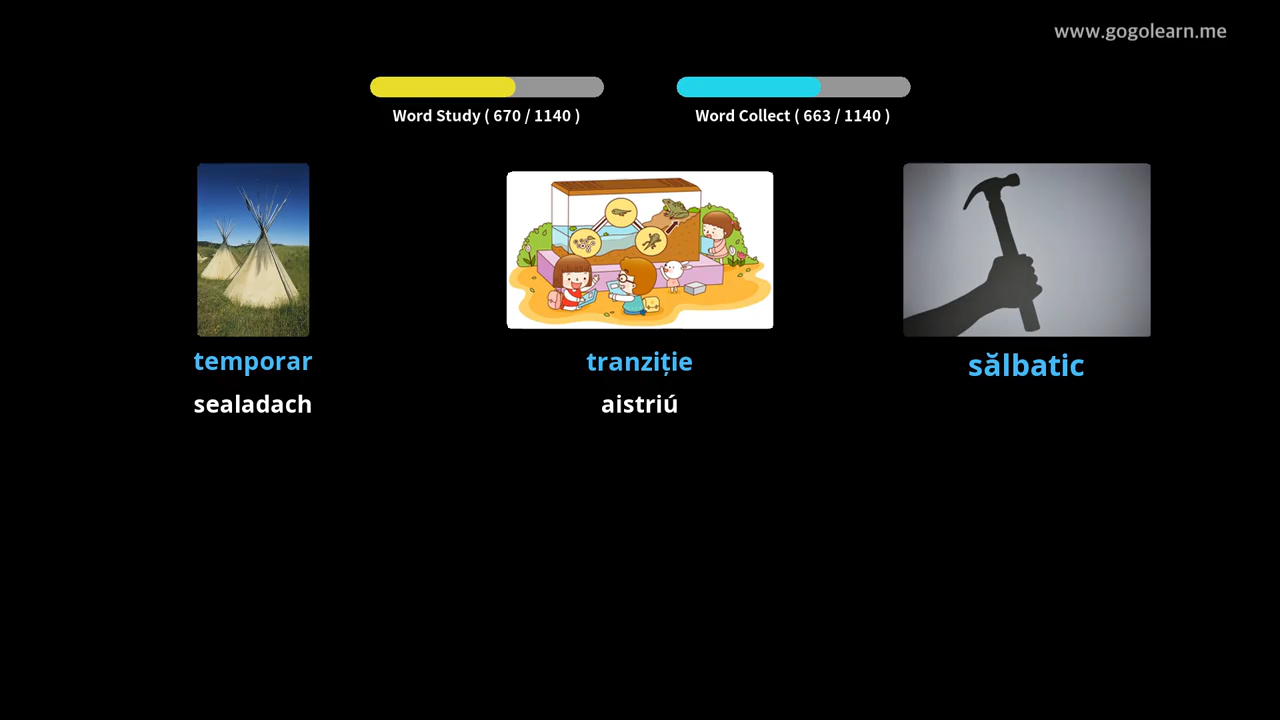 www.gogolearn.me
Word Study ( 670 / 1140 )
Word Collect ( 663 / 1140 )
temporar
sealadach
tranziție
aistriú
sălbatic